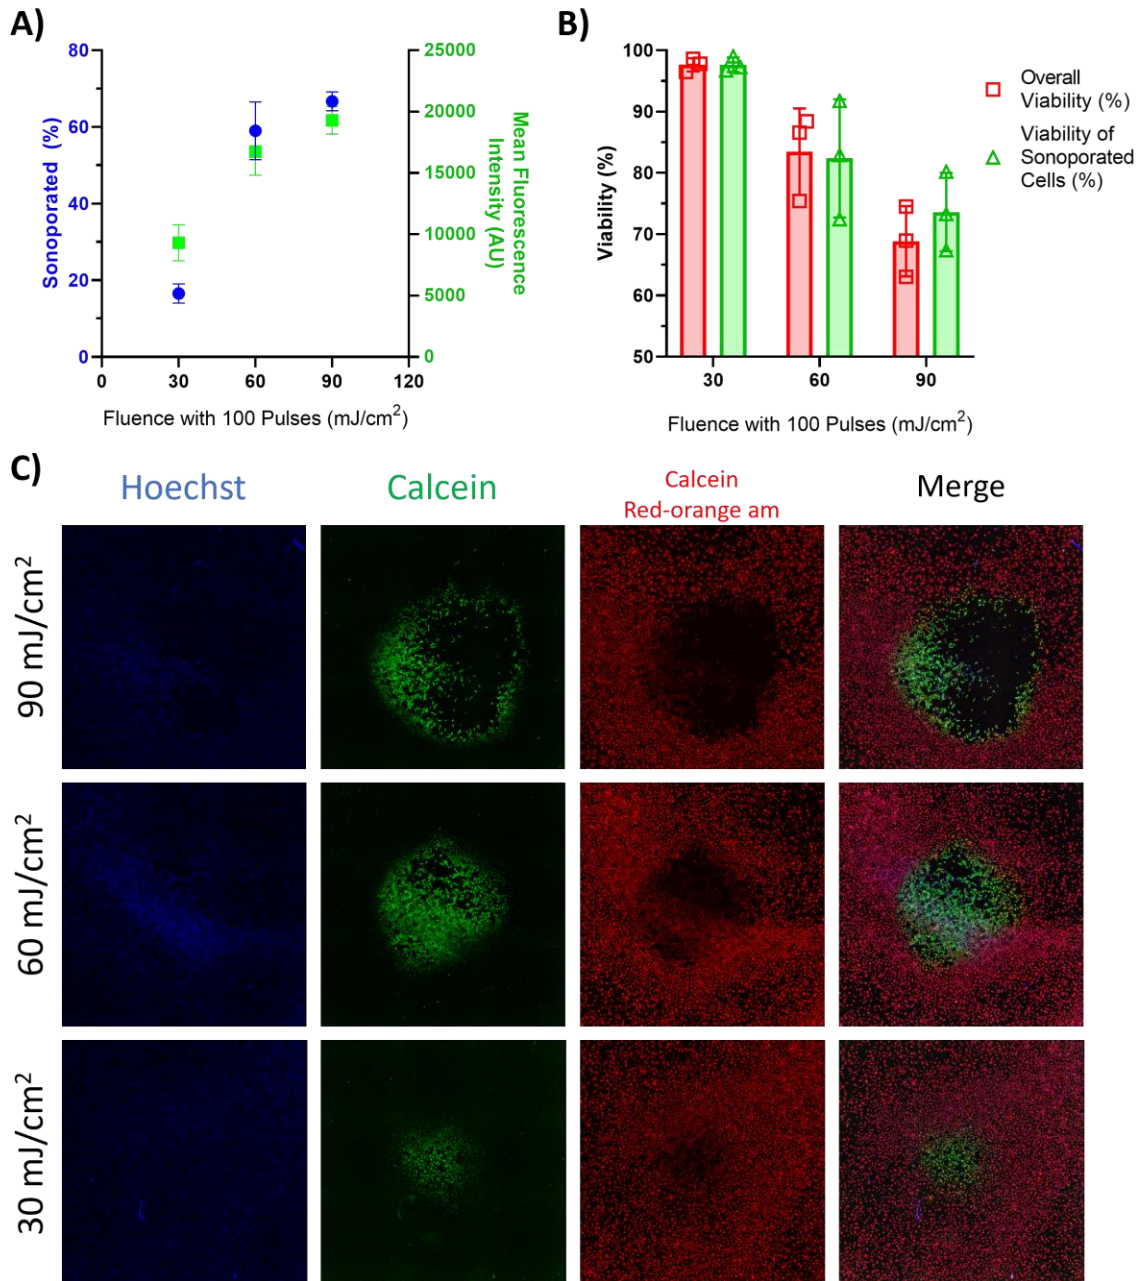 A)
80
60
40
20
0
Sonoporated (%)
25000
20000
15000
10000
5000
0
Mean Fluorescence
Intensity (AU)
0
30
60
90
120
Fluence with 100 Pulses (mJ/cm²)
B)
100
90
80
70
60
50
Viability (%)
30
60
90
Fluence with 100 Pulses (mJ/cm²)
Overall
Viability (%)
Viability of
Sonoporated
Cells (%)
C)
Hoechst
Calcein
Calcein
Red-orange am
Merge
90 mJ/cm²
60 mJ/cm²
30 mJ/cm²